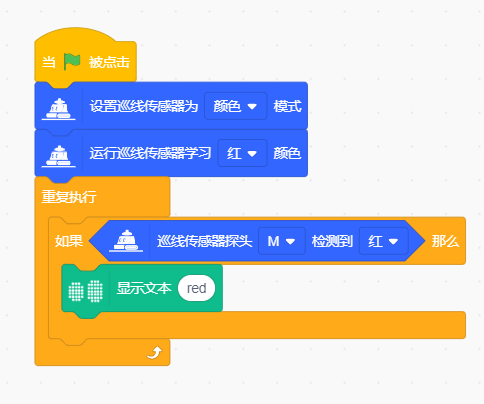 当 被点击
设置巡线传感器为 颜色 模式
运行巡线传感器学习 红 颜色
重复执行
如果 巡线传感器探头 M 检测到 红 那么
显示文本 red